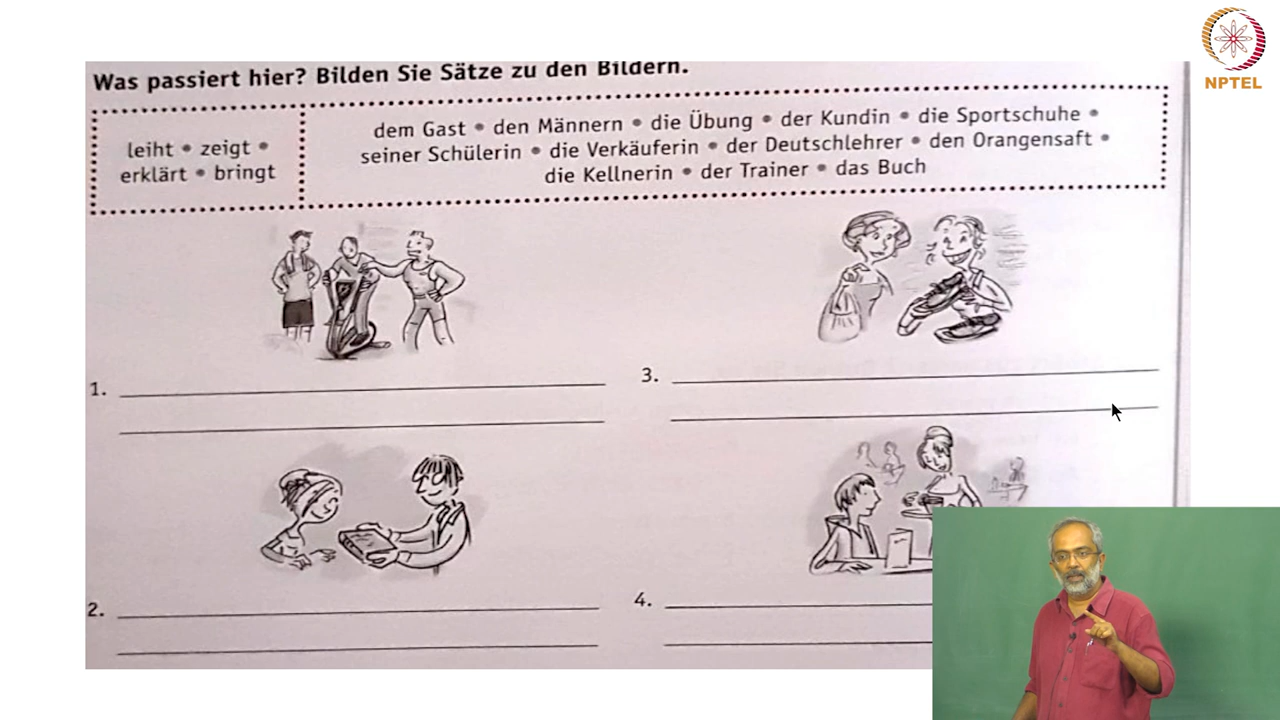 NPTEL
Was passiert hier? Bilden Sie Sätze zu den Bildern.
leiht • zeigt •
erklärt • bringt
dem Gast • den Männern • die Übung • der Kundin • die Sportschuhe •
seiner Schülerin • die Verkäuferin • der Deutschlehrer • den Orangensaft •
die Kellnerin • der Trainer • das Buch
1.
3.
2.
4.